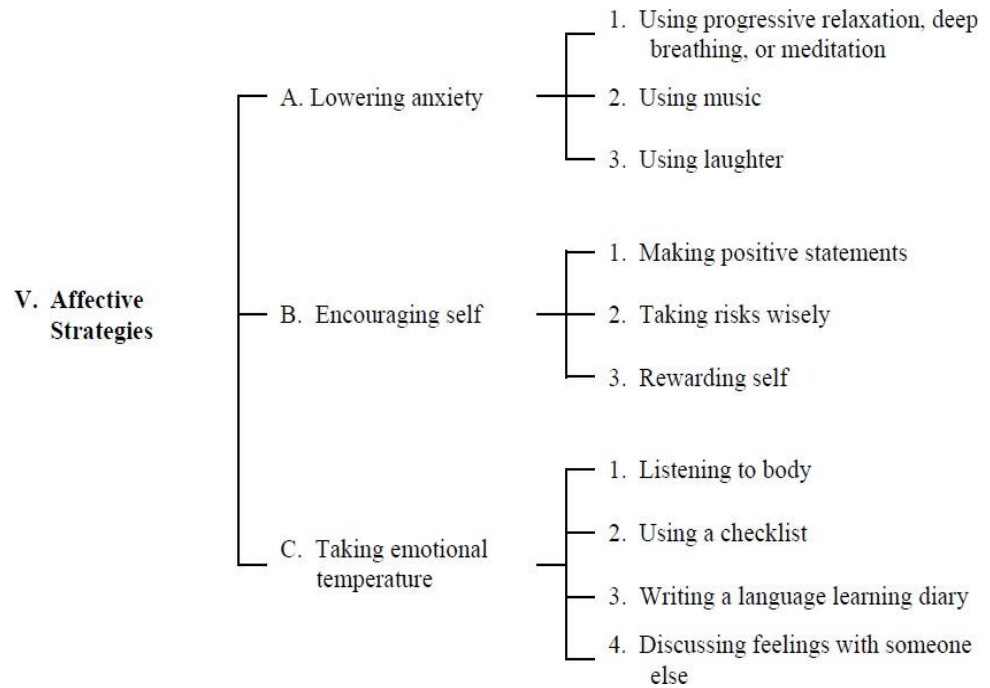 1. Using progressive relaxation, deep
breathing, or meditation
A. Lowering anxiety
2. Using music
3. Using laughter
1. Making positive statements
V. Affective
Strategies
B. Encouraging self
2. Taking risks wisely
3. Rewarding self
1. Listening to body
2. Using a checklist
C. Taking emotional
temperature
3. Writing a language learning diary
4. Discussing feelings with someone
else